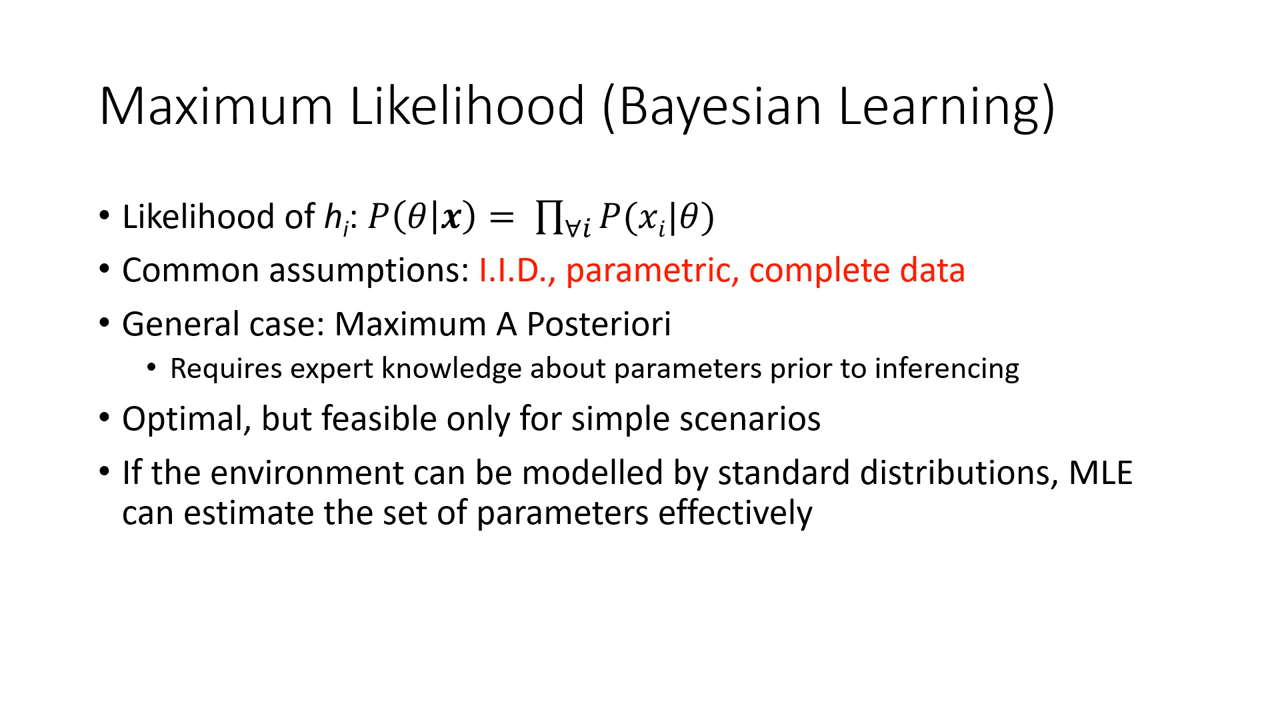 Maximum Likelihood (Bayesian Learning)
• Likelihood of hᵢ: P(θ|x) = ∏∀i P(xᵢ|θ)
• Common assumptions: I.I.D., parametric, complete data
• General case: Maximum A Posteriori
• Requires expert knowledge about parameters prior to inferencing
• Optimal, but feasible only for simple scenarios
• If the environment can be modelled by standard distributions, MLE
can estimate the set of parameters effectively